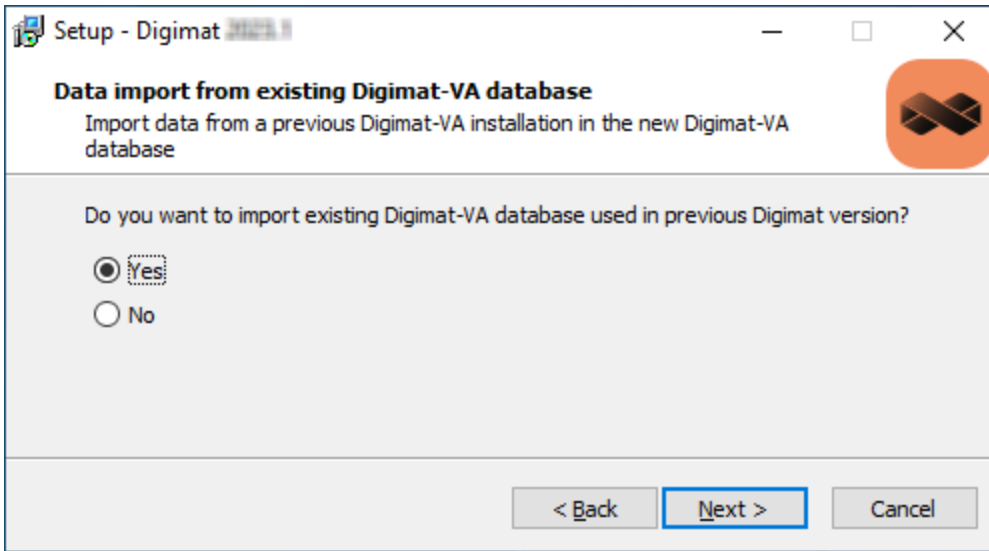 Setup - Digimat
Data import from existing Digimat-VA database
Import data from a previous Digimat-VA installation in the new Digimat-VA
database
Do you want to import existing Digimat-VA database used in previous Digimat version?
Yes
No
< Back
Next >
Cancel